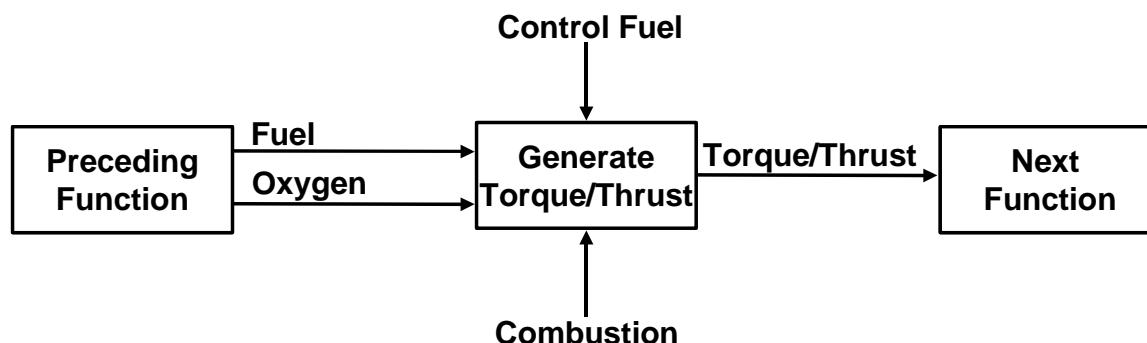 Control Fuel
Preceding
Function
Fuel
Oxygen
Generate
Torque/Thrust
Torque/Thrust
Next
Function
Combustion